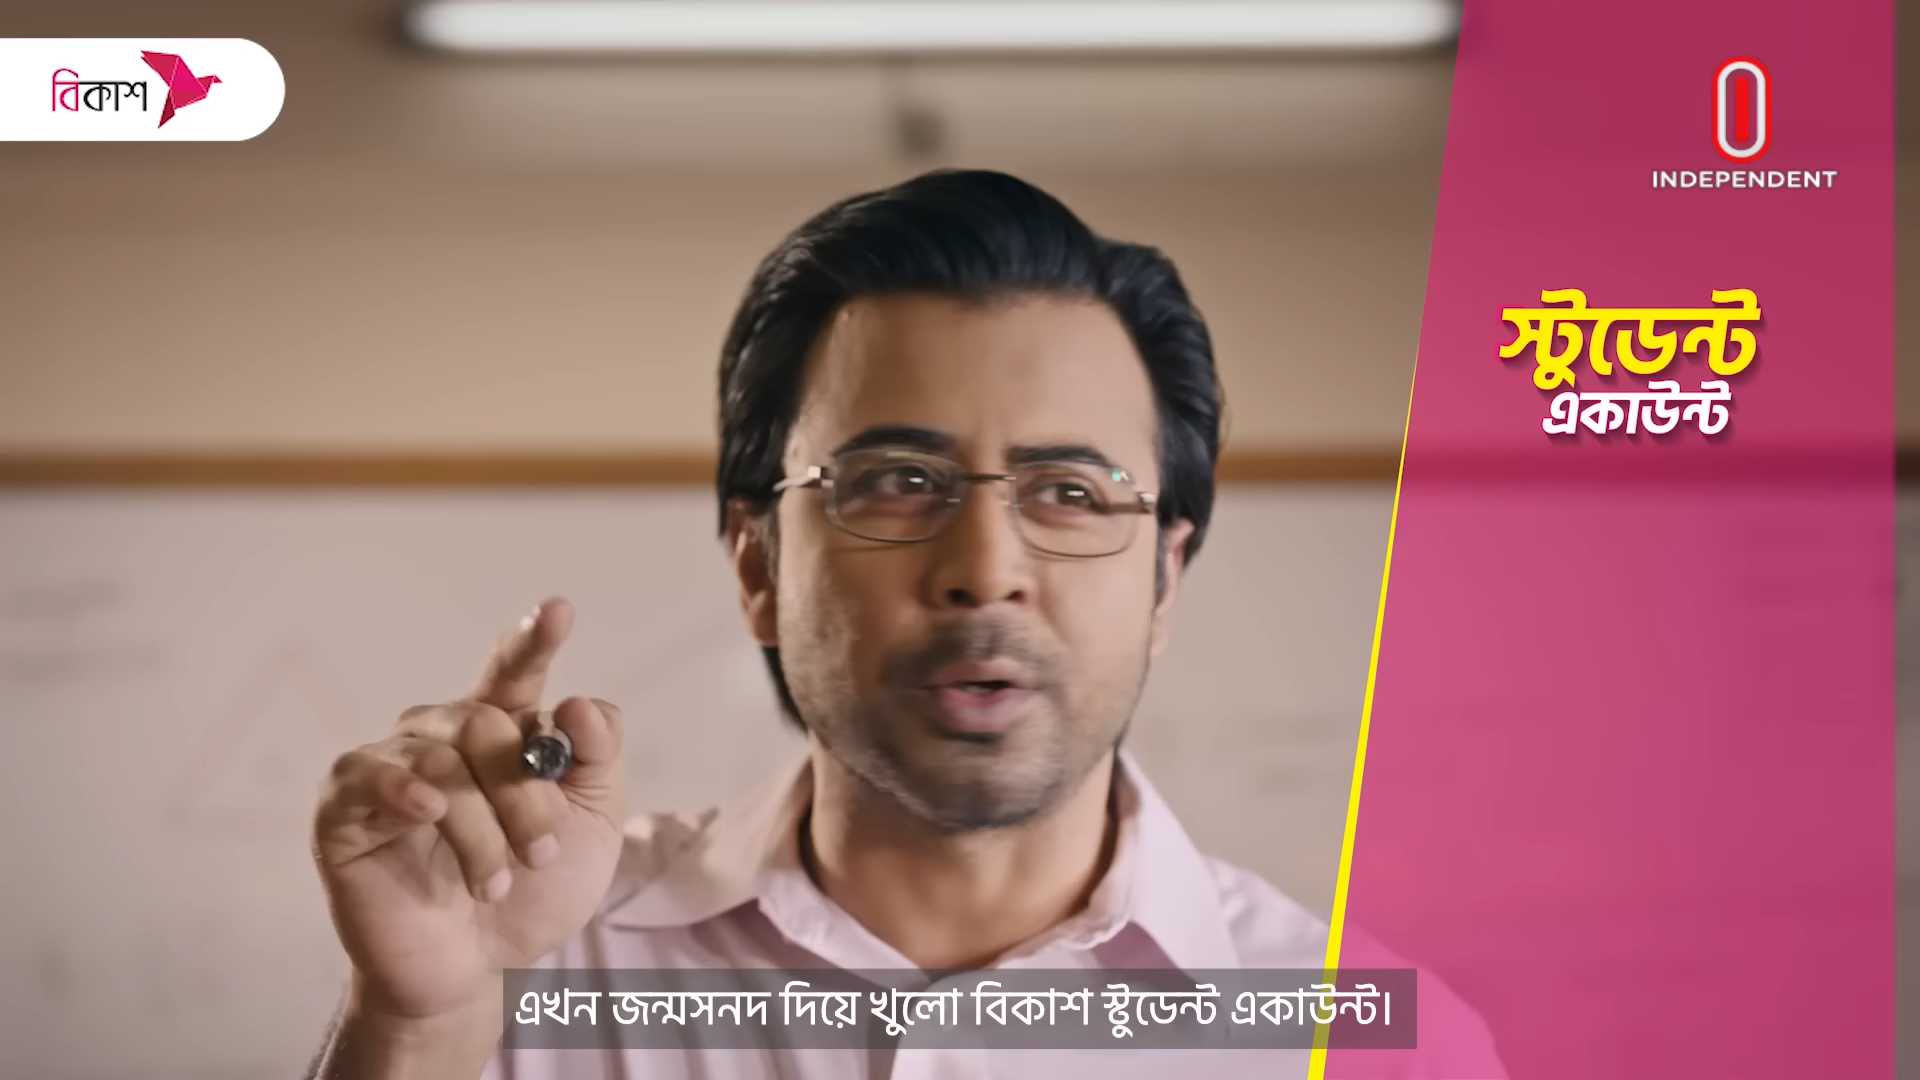 বিকাশ
INDEPENDENT
স্টুডেন্ট
একাউন্ট
এখন জন্মসনদ দিয়ে খুলো বিকাশ স্টুডেন্ট একাউন্ট।